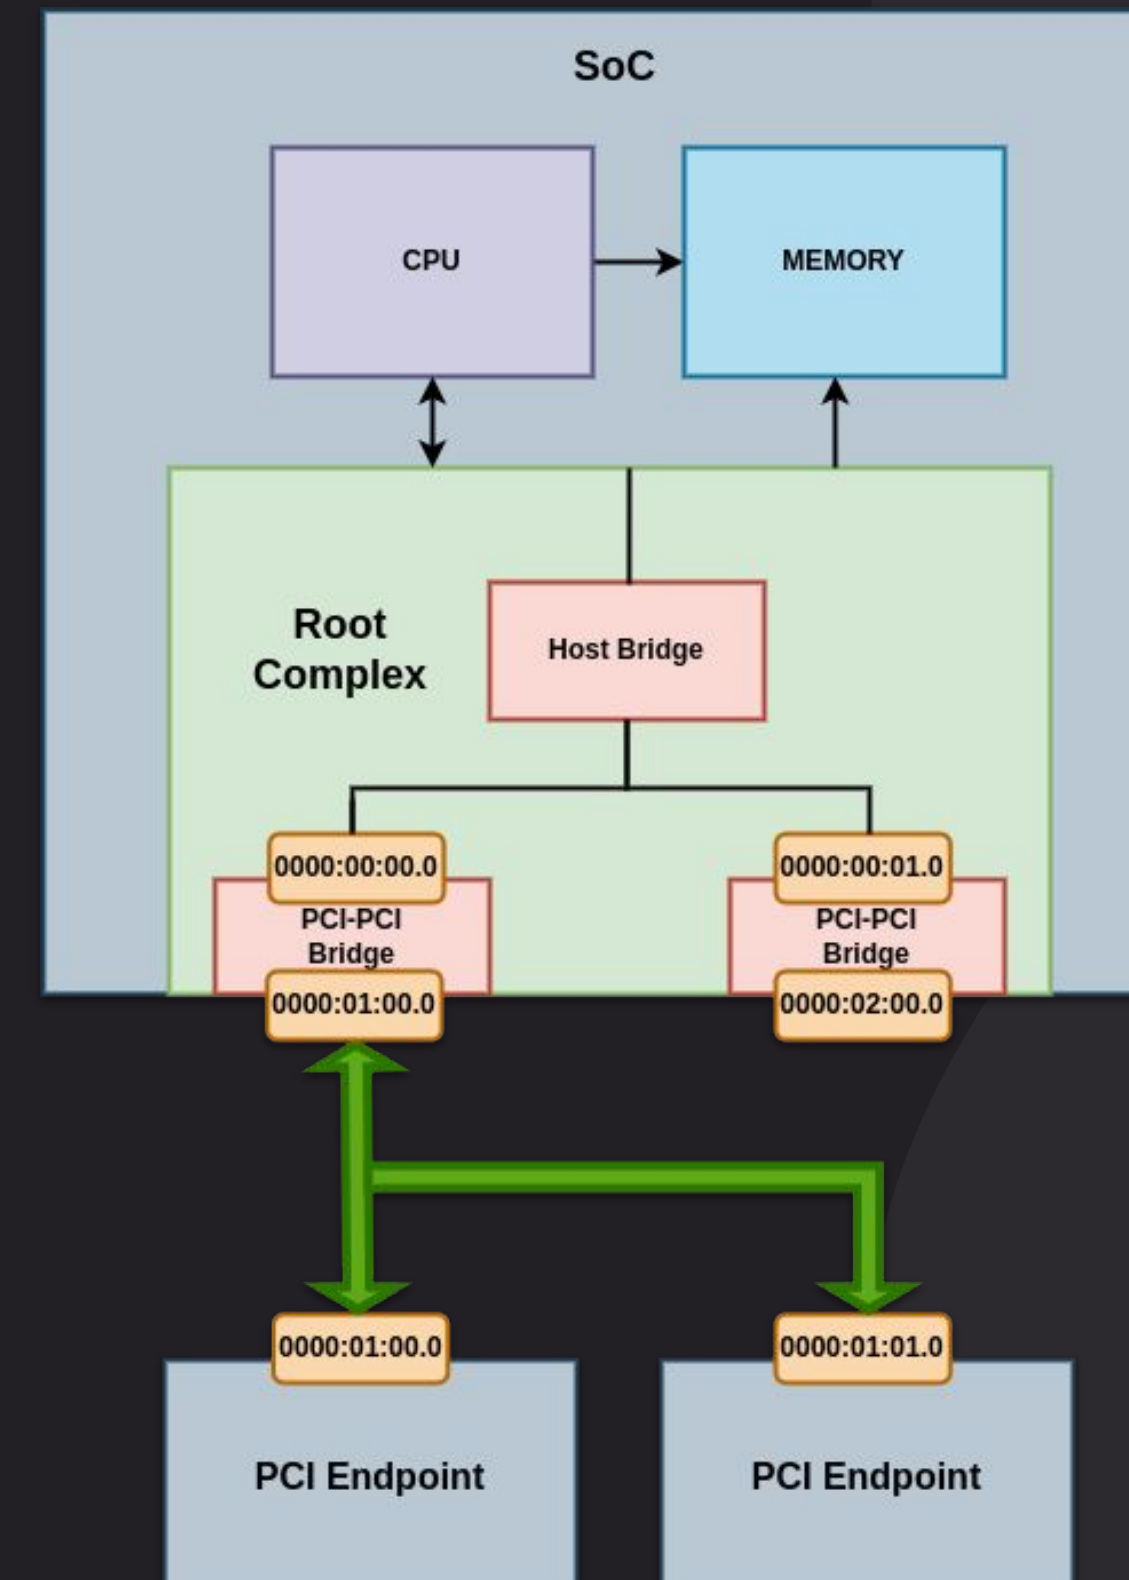 SoC
CPU
MEMORY
Root
Complex
Host Bridge
0000:00:00.0
0000:00:01.0
PCI-PCI
Bridge
PCI-PCI
Bridge
0000:01:00.0
0000:02:00.0
0000:01:00.0
0000:01:01.0
PCI Endpoint
PCI Endpoint